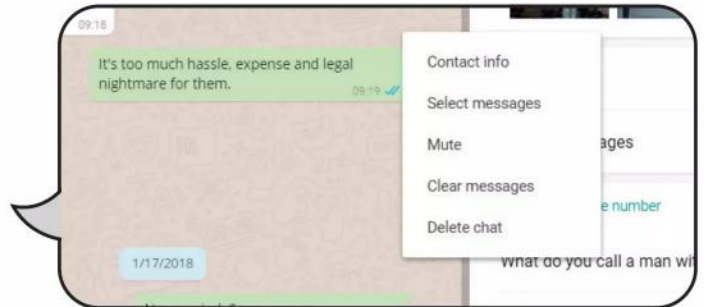 09:18
It's too much hassle, expense and legal
nightmare for them.
09:19
1/17/2018
Contact info
Select messages
Mute
Clear messages
Delete chat
ages
e number
What do you call a man wi